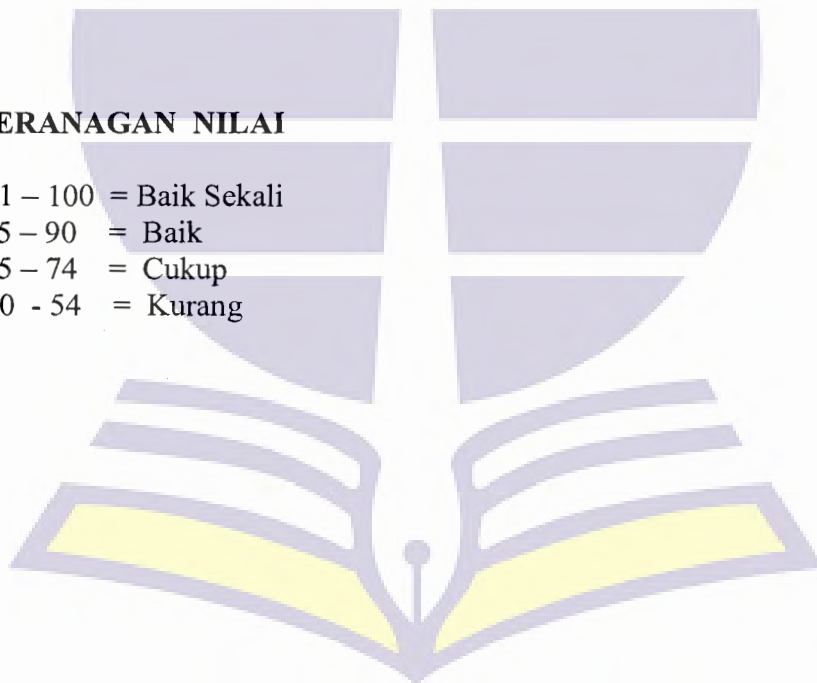 ERANAGAN NILAI
1 – 100 = Baik Sekali
5 – 90 = Baik
5 – 74 = Cukup
0 - 54 = Kurang